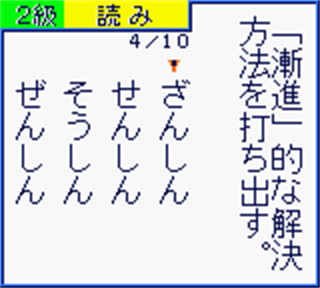 2級 読み
4/10
「漸進」的な解決
方法を打ち出す。
ざんしん
せんしん
そうしん
ぜんしん